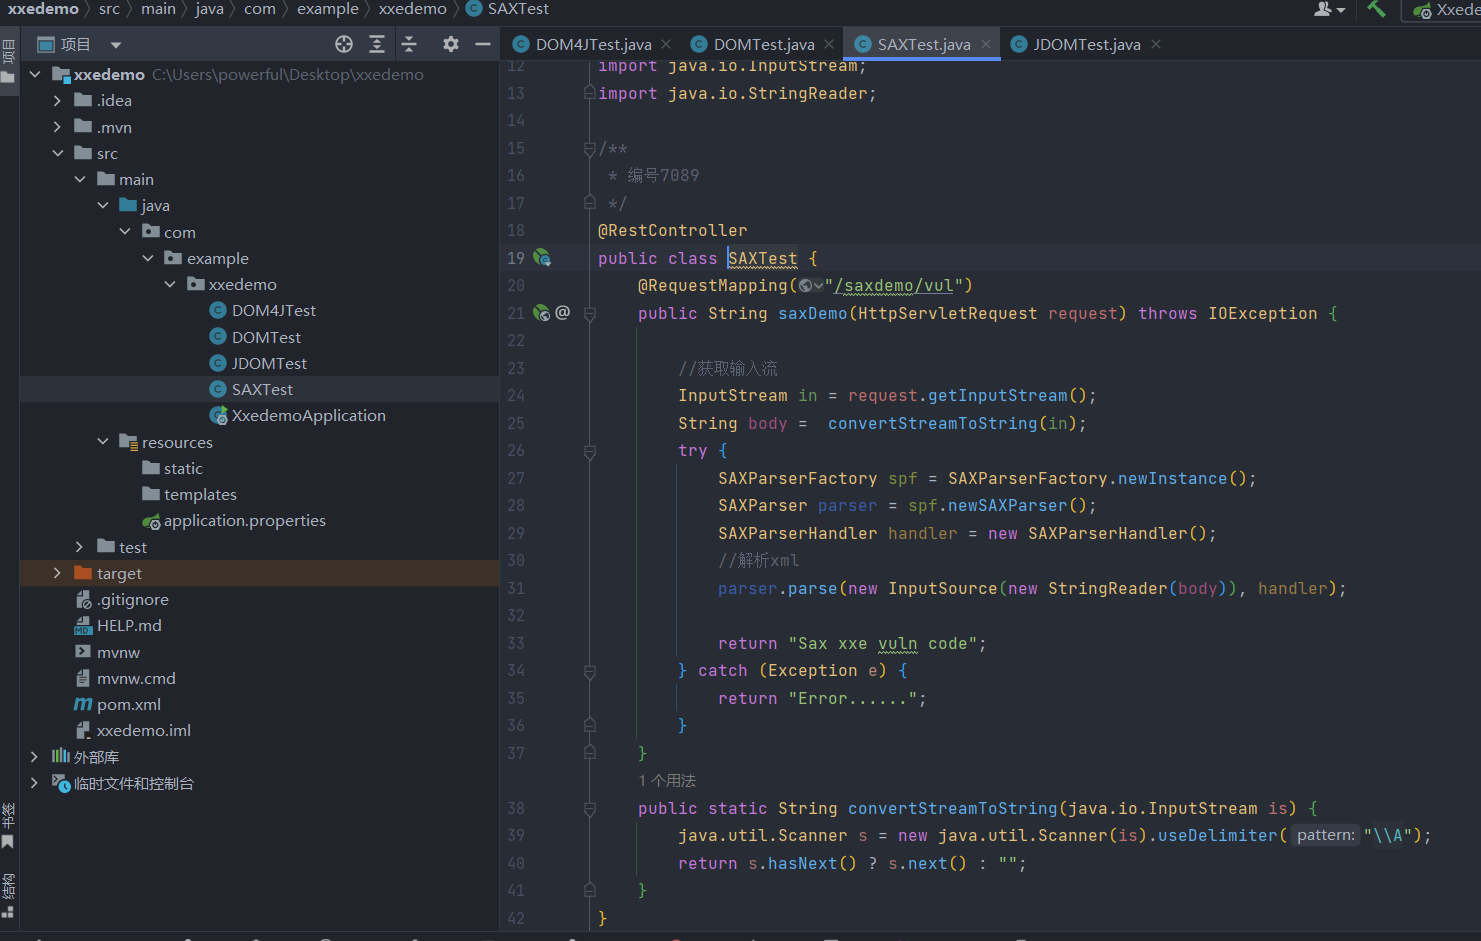 xxedemo 〉 src 〉 main 〉 java 〉 com 〉 example 〉 xxedemo 〉 SAXTest
Xxede
项目
DOM4JTest.java DOMTest.java SAXTest.java JDOMTest.java
项目
xxedemo C:\Users\powerful\Desktop\xxedemo
.idea
.mvn
src
main
java
com
example
xxedemo
DOM4JTest
DOMTest
JDOMTest
SAXTest
XxedemoApplication
resources
static
templates
application.properties
test
target
.gitignore
HELP.md
mvnw
mvnw.cmd
pom.xml
xxedemo.iml
外部库
临时文件和控制台
书签
结构
12 import java.io.InputStream;
13 import java.io.StringReader;
14
15 /**
16 * 编号7089
17 */
18 @RestController
19 public class SAXTest {
20 @RequestMapping("/saxdemo/vul")
21 public String saxDemo(HttpServletRequest request) throws IOException {
22
23 //获取输入流
24 InputStream in = request.getInputStream();
25 String body = convertStreamToString(in);
26 try {
27 SAXParserFactory spf = SAXParserFactory.newInstance();
28 SAXParser parser = spf.newSAXParser();
29 SAXParserHandler handler = new SAXParserHandler();
30 //解析xml
31 parser.parse(new InputSource(new StringReader(body)), handler);
32
33 return "Sax xxe vuln code";
34 } catch (Exception e) {
35 return "Error......";
36 }
37 }
1 个用法
38 public static String convertStreamToString(java.io.InputStream is) {
39 java.util.Scanner s = new java.util.Scanner(is).useDelimiter( pattern: "\\A");
40 return s.hasNext() ? s.next() : "";
41 }
42 }